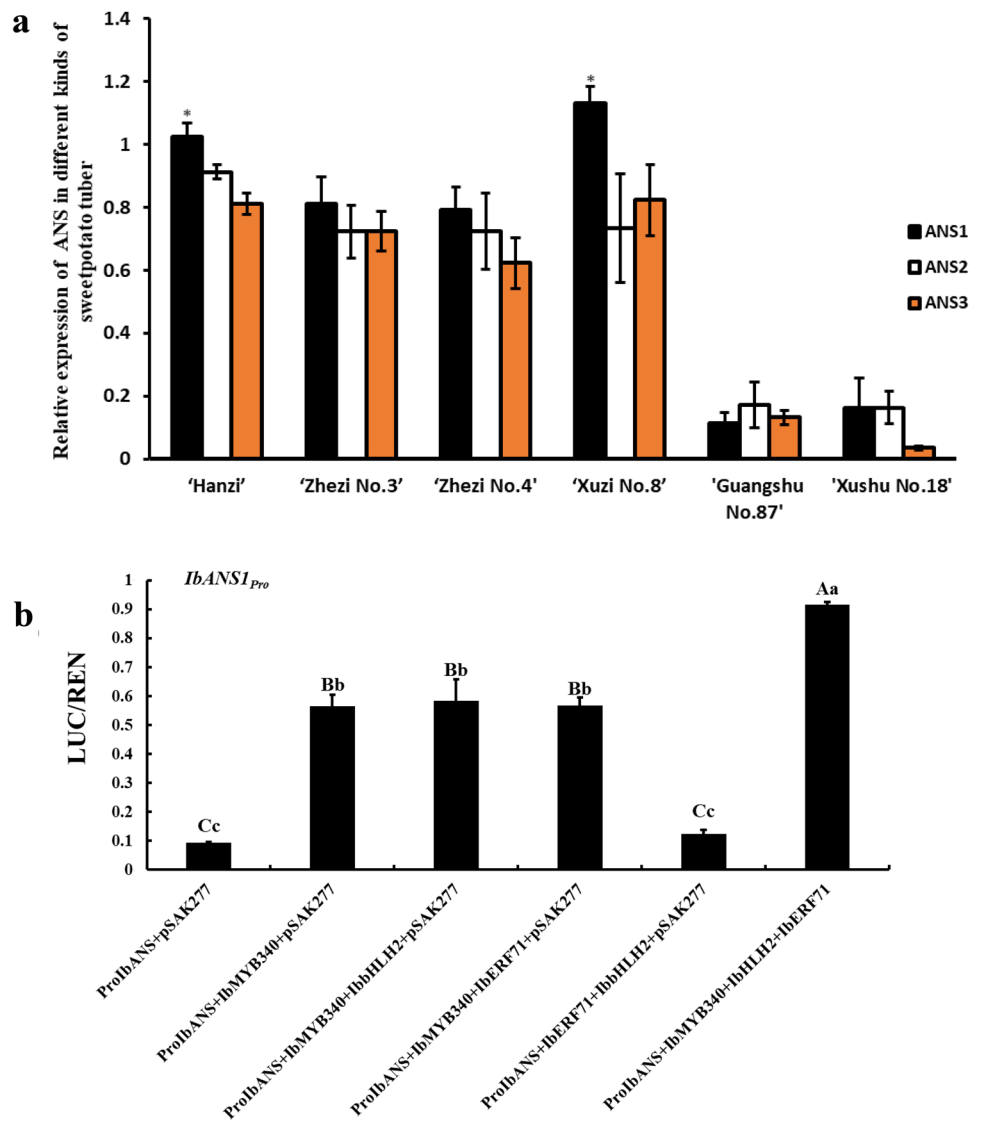 a
Relative expression of ANS in different kinds of
sweetpotato tuber
1.4
1.2
1
0.8
0.6
0.4
0.2
0
*
*
ANS1
ANS2
ANS3
‘Hanzi’
‘Zhezi No.3’
‘Zhezi No.4'
‘Xuzi No.8’
'Guangshu
No.87'
'Xushu No.18'
b
IbANS1Pro
LUC/REN
1
0.9
0.8
0.7
0.6
0.5
0.4
0.3
0.2
0.1
0
Cc
Bb
Bb
Bb
Cc
Aa
ProIbANS+pSAK277
ProIbANS+IbMYB340+pSAK277
ProIbANS+IbMYB340+IbbHLH2+pSAK277
ProIbANS+IbMYB340+IbERF71+pSAK277
ProIbANS+IbERF71+IbbHLH2+pSAK277
ProIbANS+IbMYB340+IbHLH2+IbERF71